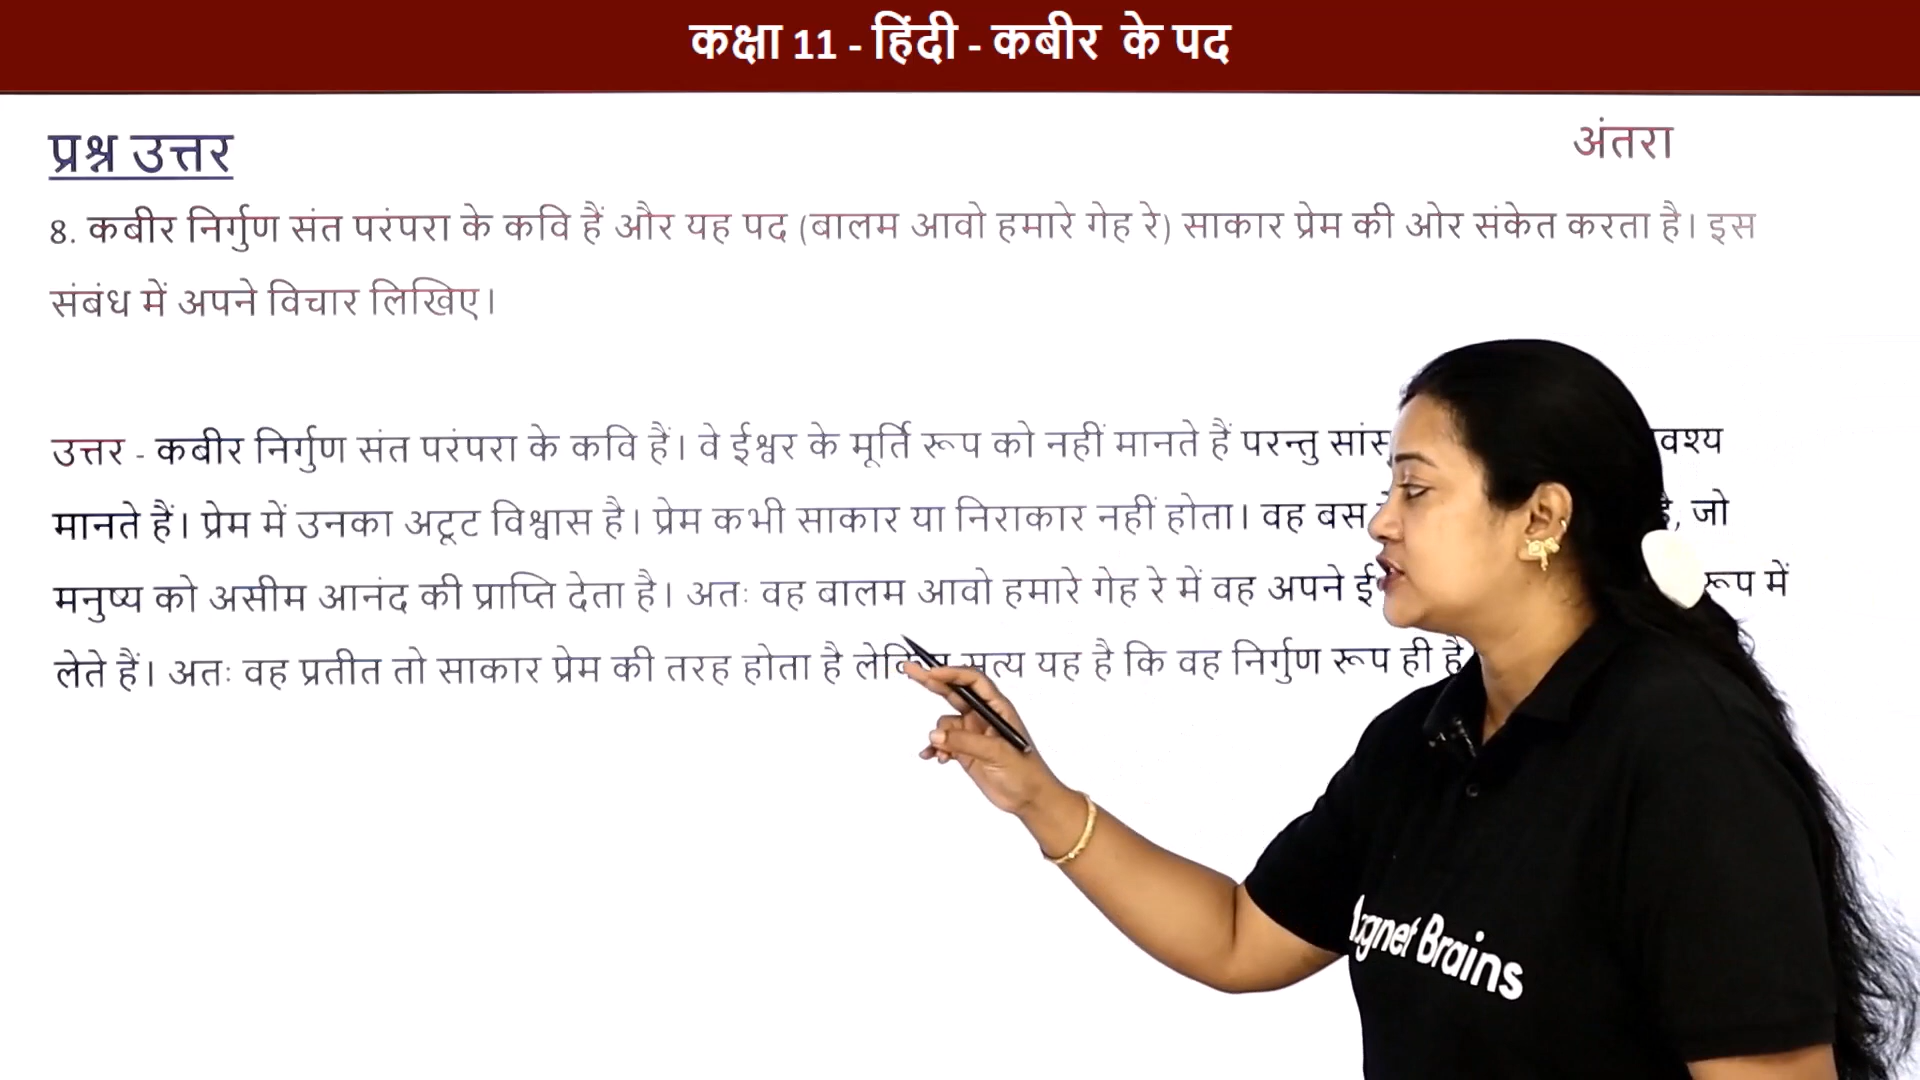 कक्षा 11 - हिंदी - कबीर के पद
प्रश्न उत्तर
अंतरा
8. कबीर निर्गुण संत परंपरा के कवि हैं और यह पद (बालम आवो हमारे गेह रे) साकार प्रेम की ओर संकेत करता है। इस
संबंध में अपने विचार लिखिए।
उत्तर - कबीर निर्गुण संत परंपरा के कवि हैं। वे ईश्वर के मूर्ति रूप को नहीं मानते हैं परन्तु
मानते हैं। प्रेम में उनका अटूट विश्वास है। प्रेम कभी साकार या निराकार नहीं होता। वह बस जो
मनुष्य को असीम आनंद की प्राप्ति देता है। अतः वह बालम आवो हमारे गेह रे में वह अपने रूप में
लेते हैं। अतः वह प्रतीत तो साकार प्रेम की तरह होता है सत्य यह है कि वह निर्गुण रूप ही है
Brains